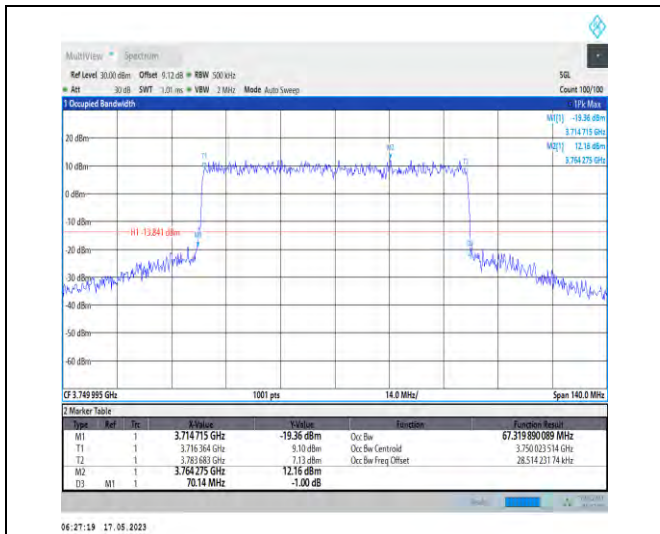 MultiView Spectrum
Ref Level 30.00 dBm Offset 9.12 dB RBW 500 kHz SGL
Att 30 dB SWT 1.01 ms VBW 2 MHz Mode Auto Sweep Count 100/100
1 Occupied Bandwidth 1Pk Max
M1[1] -19.36 dBm
3.714 715 GHz
M2[1] 12.16 dBm
3.764 275 GHz
20 dBm
10 dBm
0 dBm
-10 dBm
-20 dBm
-30 dBm
-40 dBm
-50 dBm
-60 dBm
T1
M2
T2
H1 -13.841 dBm
CF 3.749 995 GHz 1001 pts 14.0 MHz/ Span 140.0 MHz
2 Marker Table
Type Ref Trc X-Value Y-Value Function Function Result
M1 1 3.714 715 GHz -19.36 dBm Occ Bw 67.319 890 089 MHz
T1 1 3.716 364 GHz 9.10 dBm Occ Bw Centroid 3.750 023 514 GHz
T2 1 3.783 683 GHz 7.13 dBm Occ Bw Freq Offset 28.514 231 74 kHz
M2 1 3.764 275 GHz 12.16 dBm
D3 M1 1 70.14 MHz -1.00 dB
06:27:19 17.05.2023